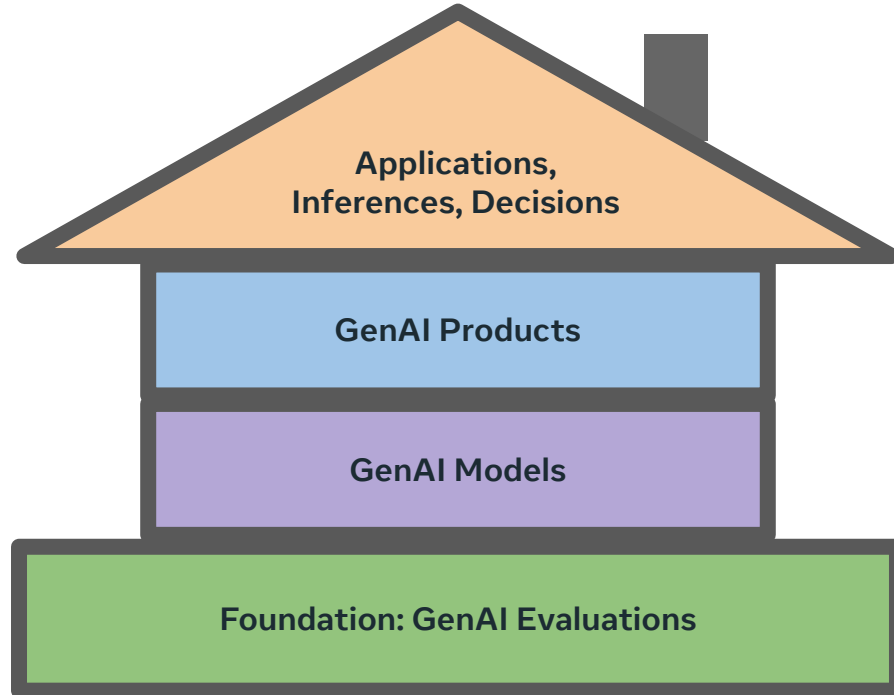 Applications,
Inferences, Decisions
GenAI Products
GenAI Models
Foundation: GenAI Evaluations